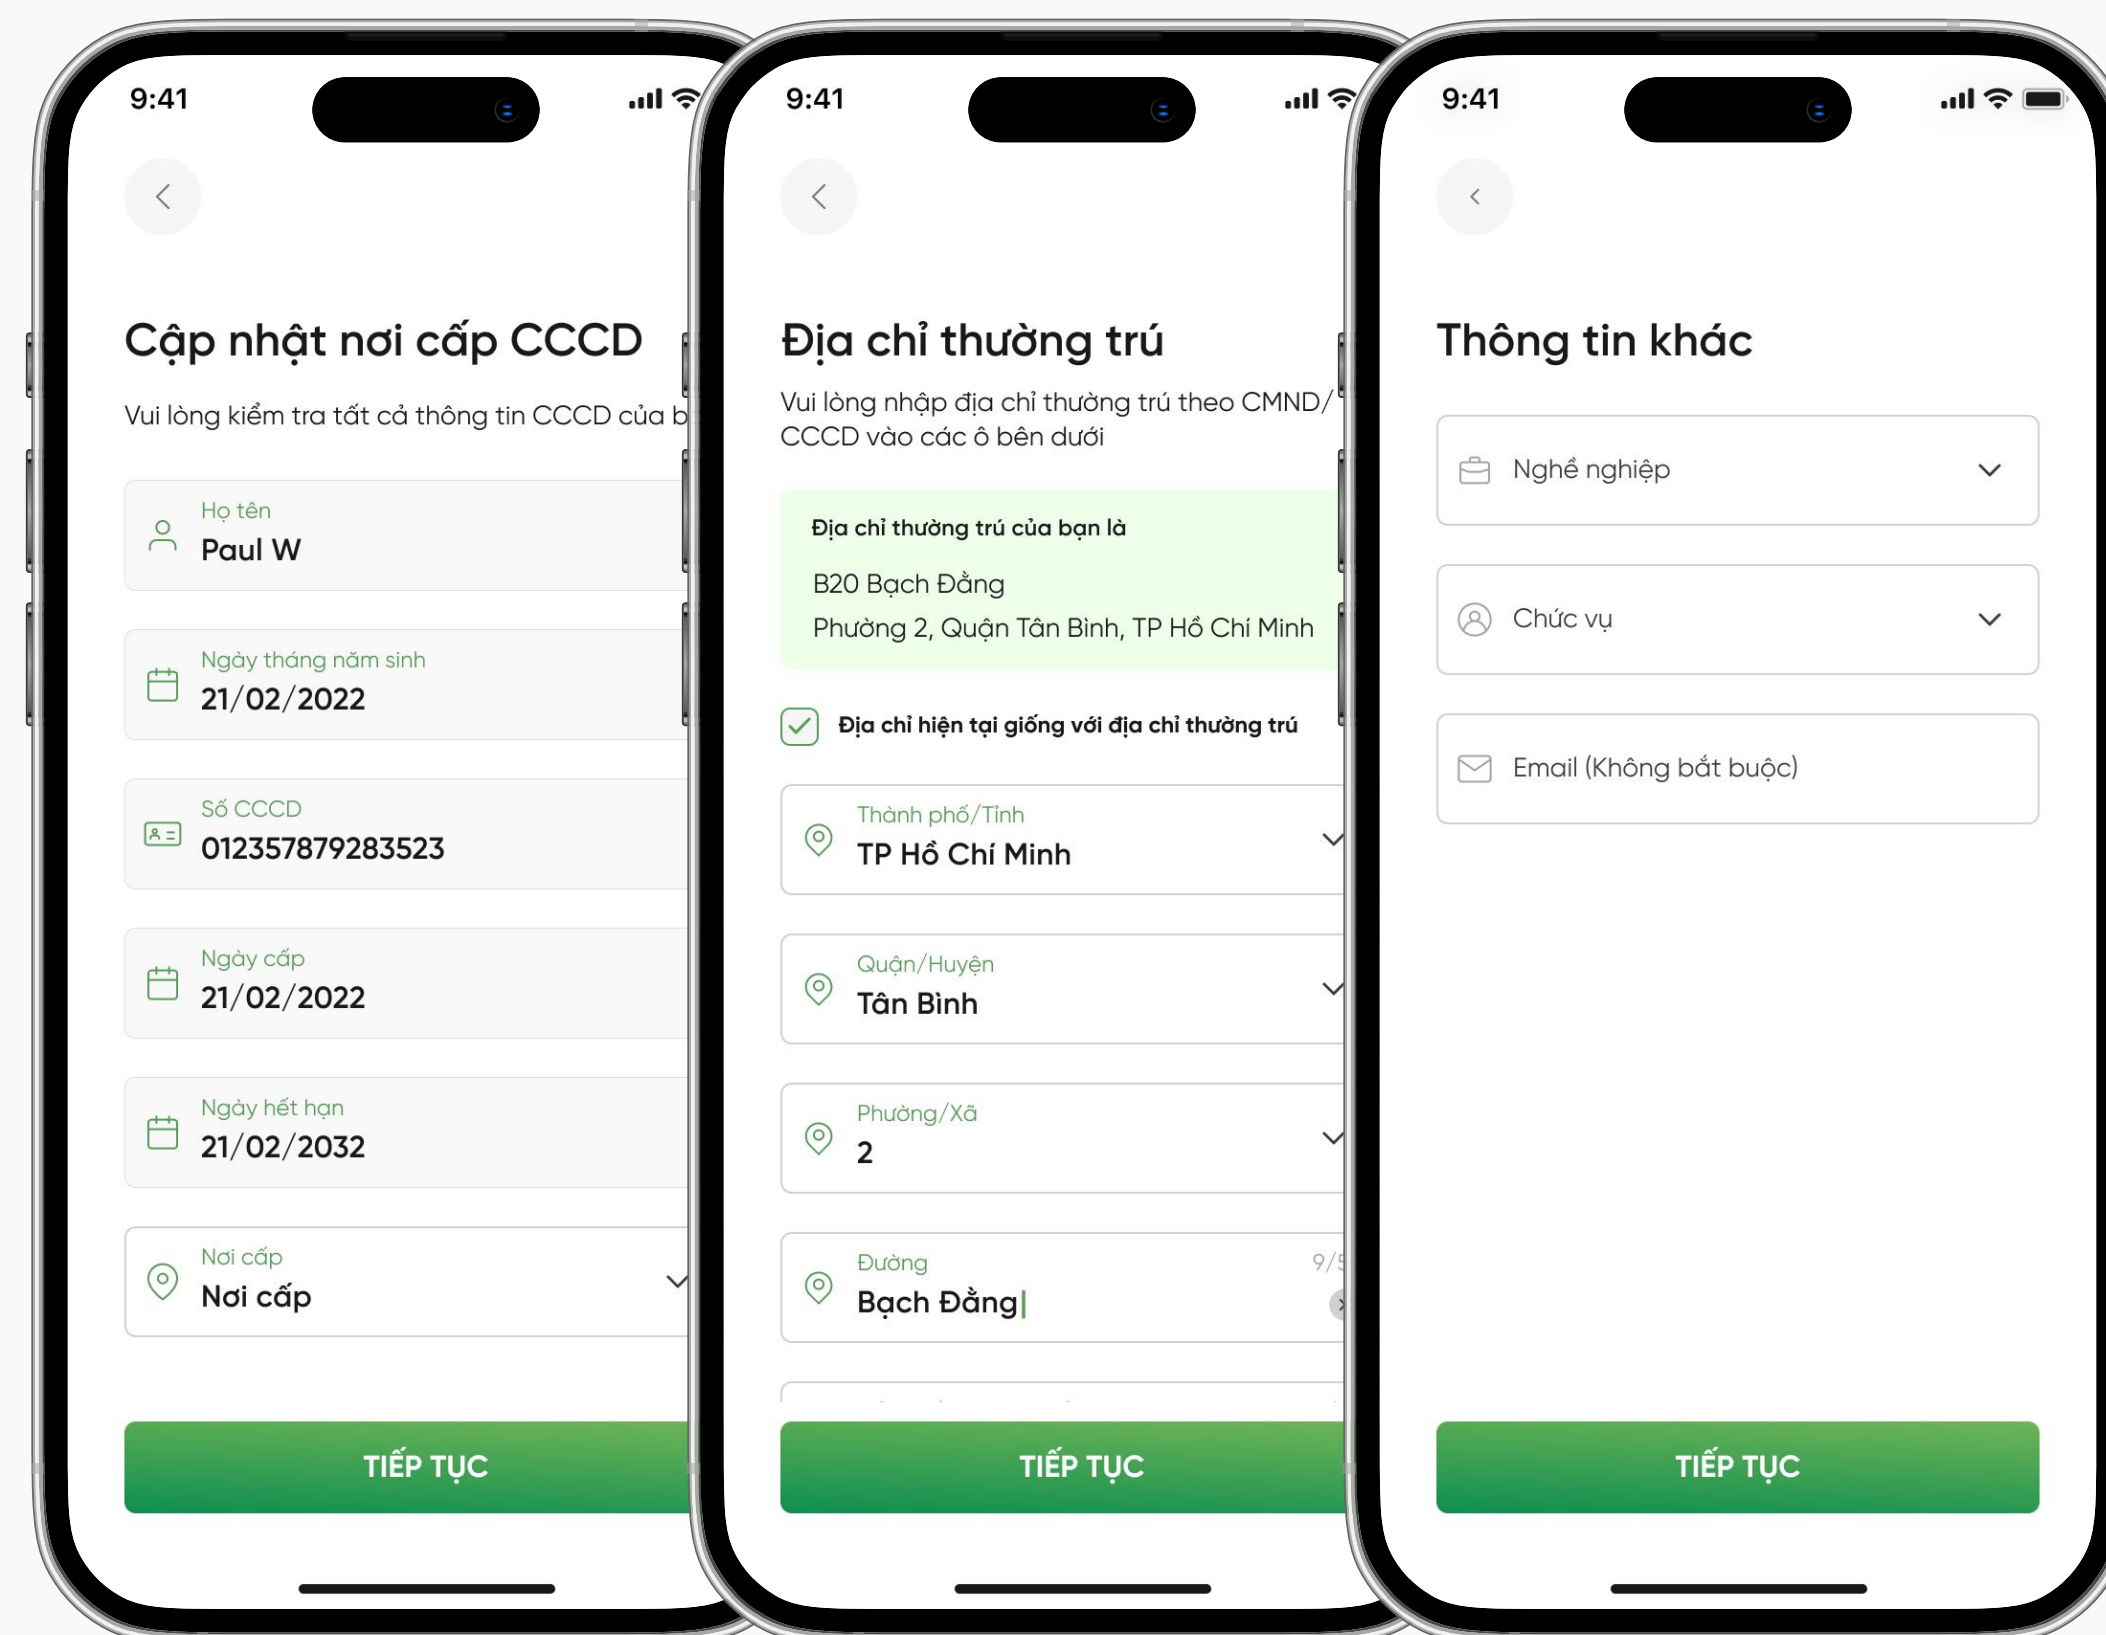 9:41
Cập nhật nơi cấp CCCD
Vui lòng kiểm tra tất cả thông tin CCCD của
Họ tên
Paul W
Ngày tháng năm sinh
21/02/2022
Số CCCD
012357879283523
Ngày cấp
21/02/2022
Ngày hết hạn
21/02/2032
Nơi cấp
Nơi cấp
TIẾP TỤC
9:41
Địa chỉ thường trú
Vui lòng nhập địa chỉ thường trú theo CMND/
CCCD vào các ô bên dưới
Địa chỉ thường trú của bạn là
B20 Bạch Đằng
Phường 2, Quận Tân Bình, TP Hồ Chí Minh
Địa chỉ hiện tại giống với địa chỉ thường trú
Thành phố/Tỉnh
TP Hồ Chí Minh
Quận/Huyện
Tân Bình
Phường/Xã
2
Đường
Bạch Đằng
TIẾP TỤC
9:41
Thông tin khác
Nghề nghiệp
Chức vụ
Email (Không bắt buộc)
TIẾP TỤC